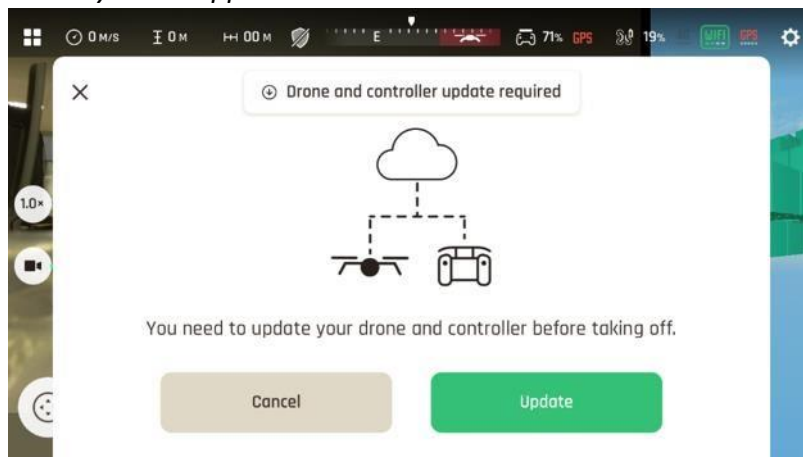 0 M/S 0 M 00 M E 71% GPS 19% WIFI GPS
Drone and controller update required
1.0×
You need to update your drone and controller before taking off.
Cancel Update